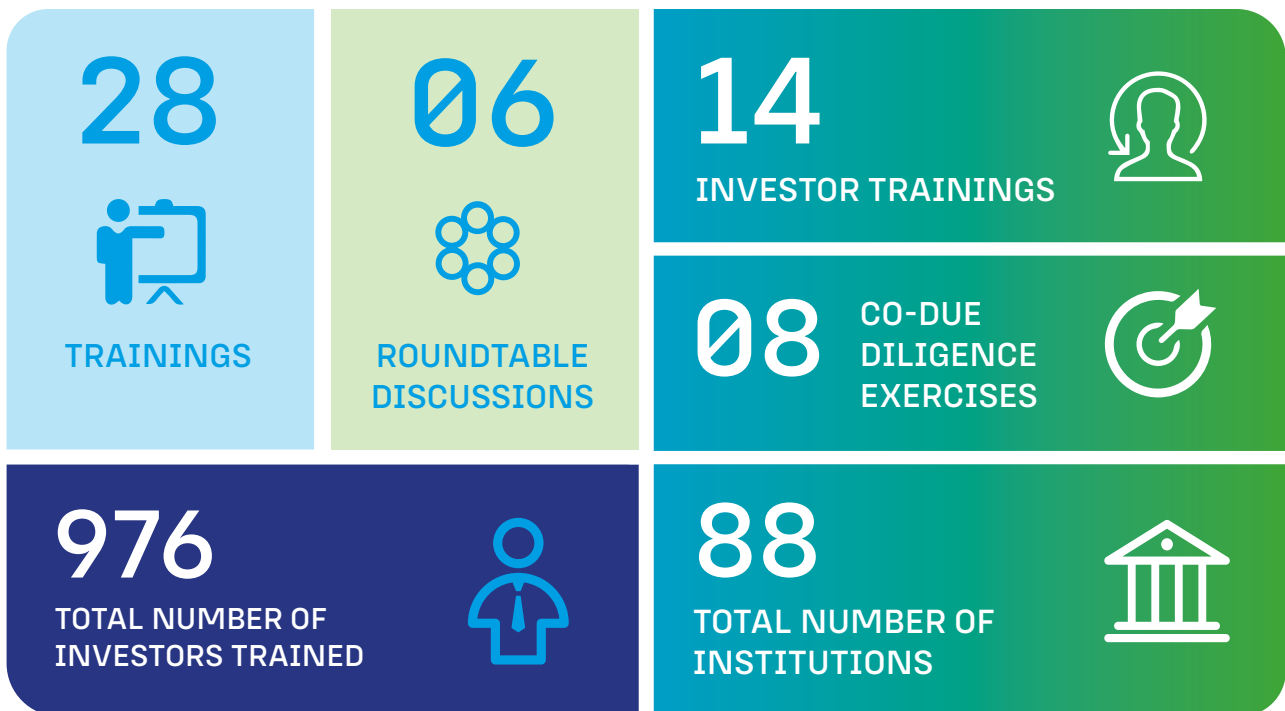 28
TRAININGS
06
ROUNDTABLE
DISCUSSIONS
14
INVESTOR TRAININGS
08
CO-DUE
DILIGENCE
EXERCISES
976
TOTAL NUMBER OF
INVESTORS TRAINED
88
TOTAL NUMBER OF
INSTITUTIONS